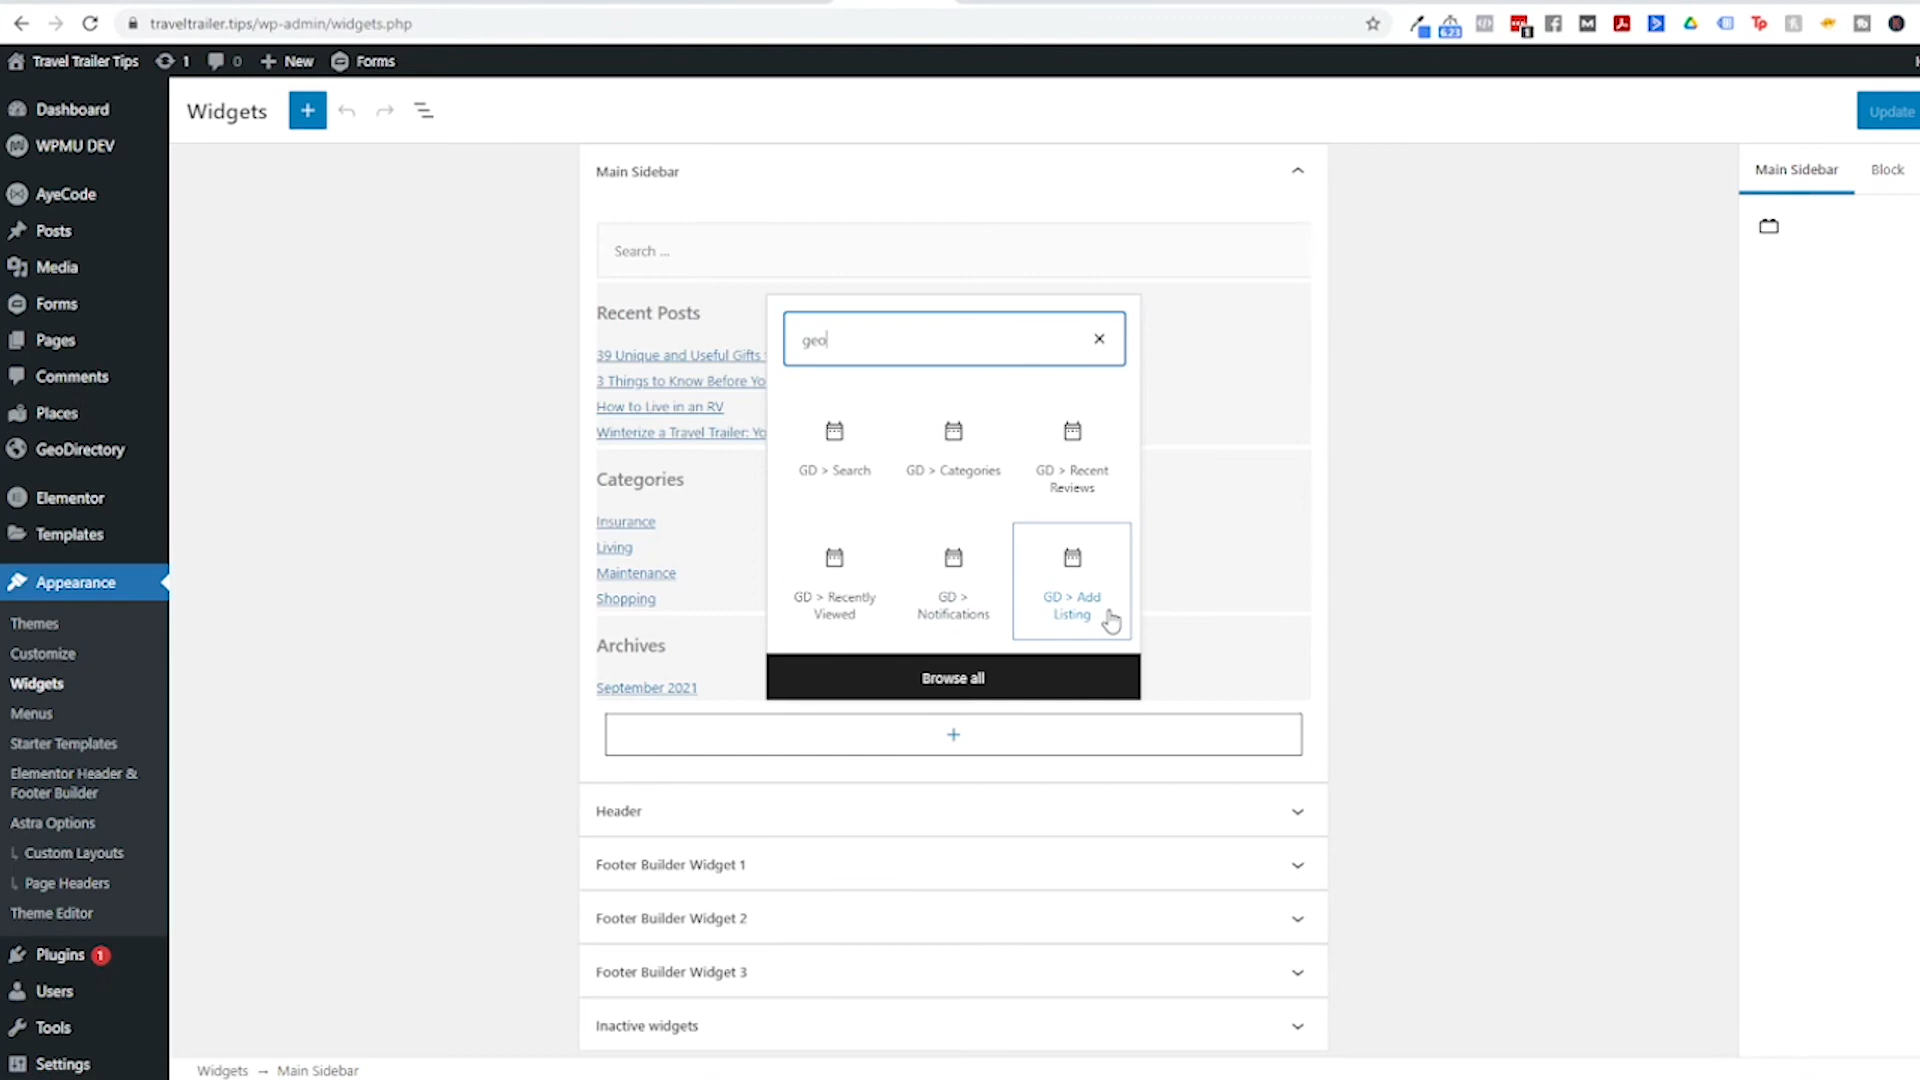 traveltrailer.tips/wp-admin/widgets.php
6.23
1
Tp
Travel Trailer Tips
1
0
New
Forms
Dashboard
WPMU DEV
AyeCode
Posts
Media
Forms
Pages
Comments
Places
GeoDirectory
Elementor
Templates
Appearance
Themes
Customize
Widgets
Menus
Starter Templates
Elementor Header &
Footer Builder
Astra Options
Custom Layouts
Page Headers
Theme Editor
Plugins 1
Users
Tools
Settings
Widgets
Update
Main Sidebar
Search ...
Recent Posts
39 Unique and Useful Gifts
3 Things to Know Before Yo
How to Live in an RV
Winterize a Travel Trailer: Yo
Categories
Insurance
Living
Maintenance
Shopping
Archives
September 2021
geo
GD > Search
GD > Categories
GD > Recent
Reviews
GD > Recently
Viewed
GD >
Notifications
GD > Add
Listing
Browse all
Header
Footer Builder Widget 1
Footer Builder Widget 2
Footer Builder Widget 3
Inactive widgets
Main Sidebar
Block
Widgets → Main Sidebar